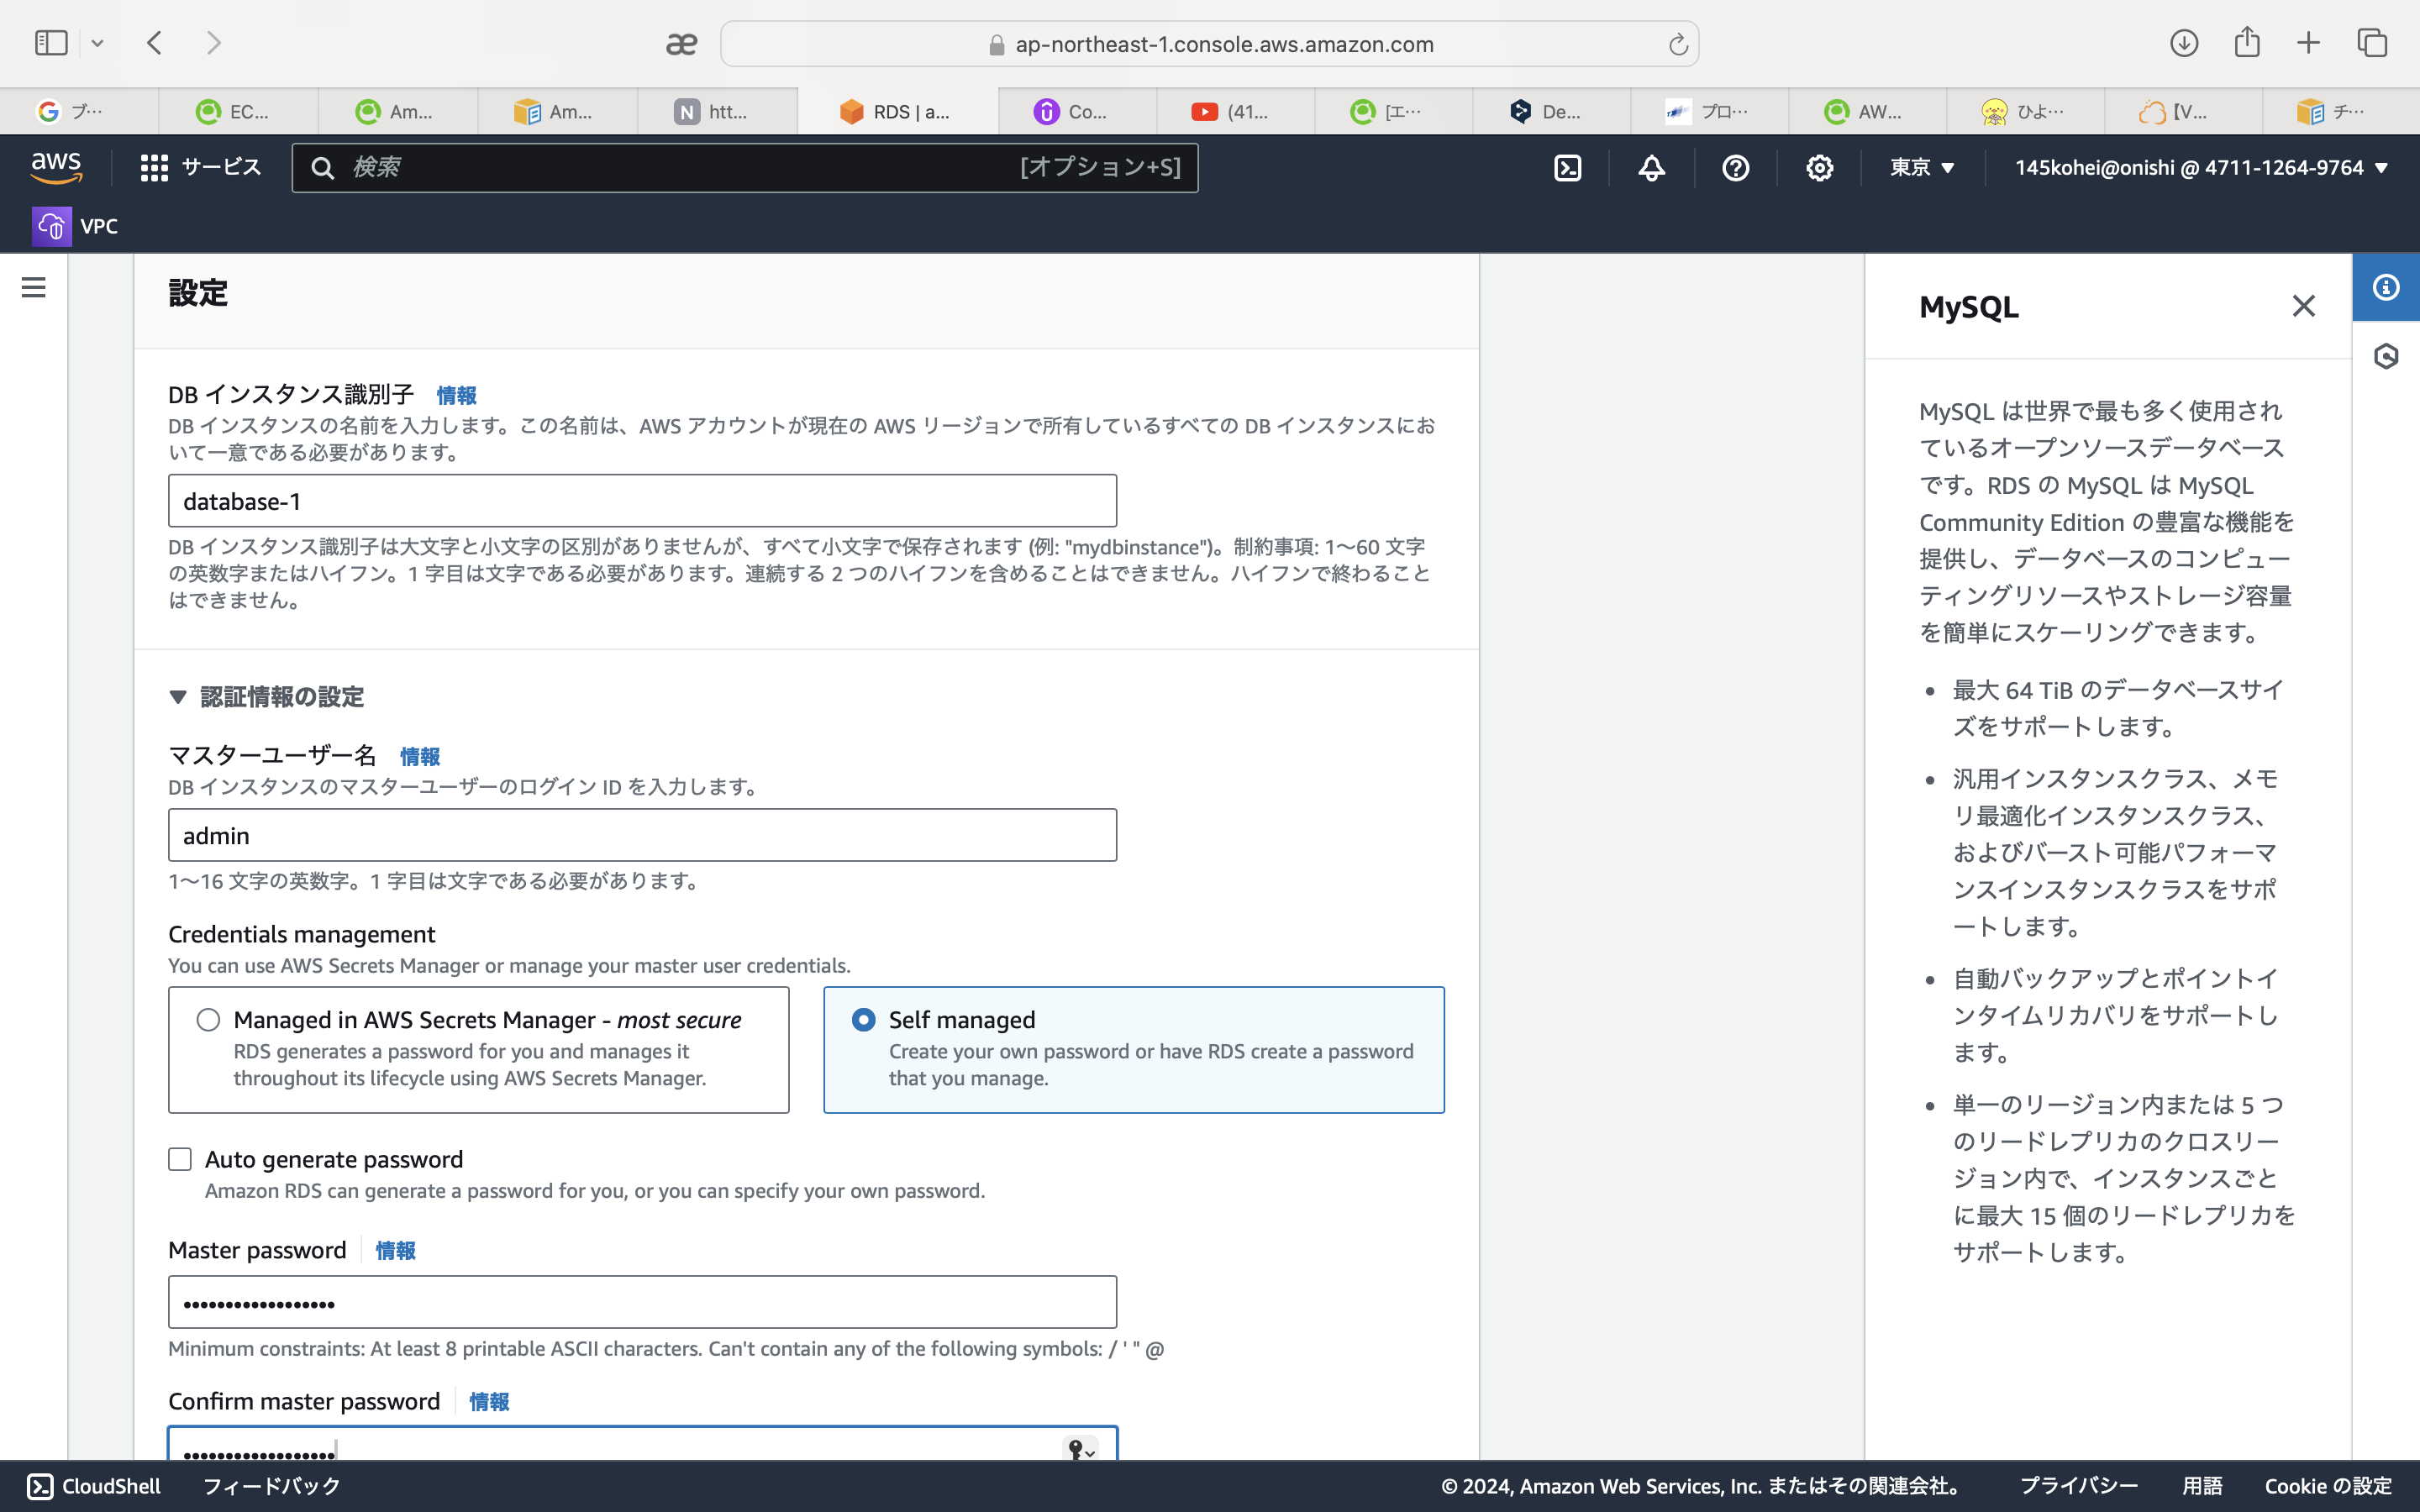 æ
ap-northeast-1.console.aws.amazon.com
ブ…
EC...
Am...
Am...
N htt...
RDS | a...
Co...
(41...
[エ…
De...
プロ…
AW...
ひよ…
【V...
チ…
aws
サービス
検索
[オプション+S]
東京 ▼
145kohei@onishi @ 4711-1264-9764 ▼
VPC
設定
DB インスタンス識別子 情報
DB インスタンスの名前を入力します。この名前は、AWS アカウントが現在の AWS リージョンで所有しているすべての DB インスタンスにお
いて一意である必要があります。
database-1
DB インスタンス識別子は大文字と小文字の区別がありませんが、すべて小文字で保存されます (例: "mydbinstance")。制約事項: 1～60 文字
の英数字またはハイフン。1 字目は文字である必要があります。連続する 2 つのハイフンを含めることはできません。ハイフンで終わること
はできません。
▼ 認証情報の設定
マスターユーザー名 情報
DB インスタンスのマスターユーザーのログイン ID を入力します。
admin
1～16 文字の英数字。1 字目は文字である必要があります。
Credentials management
You can use AWS Secrets Manager or manage your master user credentials.
Managed in AWS Secrets Manager - most secure
RDS generates a password for you and manages it
throughout its lifecycle using AWS Secrets Manager.
Self managed
Create your own password or have RDS create a password
that you manage.
Auto generate password
Amazon RDS can generate a password for you, or you can specify your own password.
Master password 情報
••••••••••••••••••
Minimum constraints: At least 8 printable ASCII characters. Can't contain any of the following symbols: / ' " @
Confirm master password 情報
••••••••••••••••••
MySQL
MySQL は世界で最も多く使用され
ているオープンソースデータベース
です。RDS の MySQL は MySQL
Community Edition の豊富な機能を
提供し、データベースのコンピュー
ティングリソースやストレージ容量
を簡単にスケーリングできます。
• 最大 64 TiB のデータベースサイ
ズをサポートします。
• 汎用インスタンスクラス、メモ
リ最適化インスタンスクラス、
およびバースト可能パフォーマ
ンスインスタンスクラスをサポ
ートします。
• 自動バックアップとポイントイ
ンタイムリカバリをサポートし
ます。
• 単一のリージョン内または 5 つ
のリードレプリカのクロスリー
ジョン内で、インスタンスごと
に最大 15 個のリードレプリカを
サポートします。
CloudShell
フィードバック
© 2024, Amazon Web Services, Inc. またはその関連会社。
プライバシー
用語
Cookie の設定